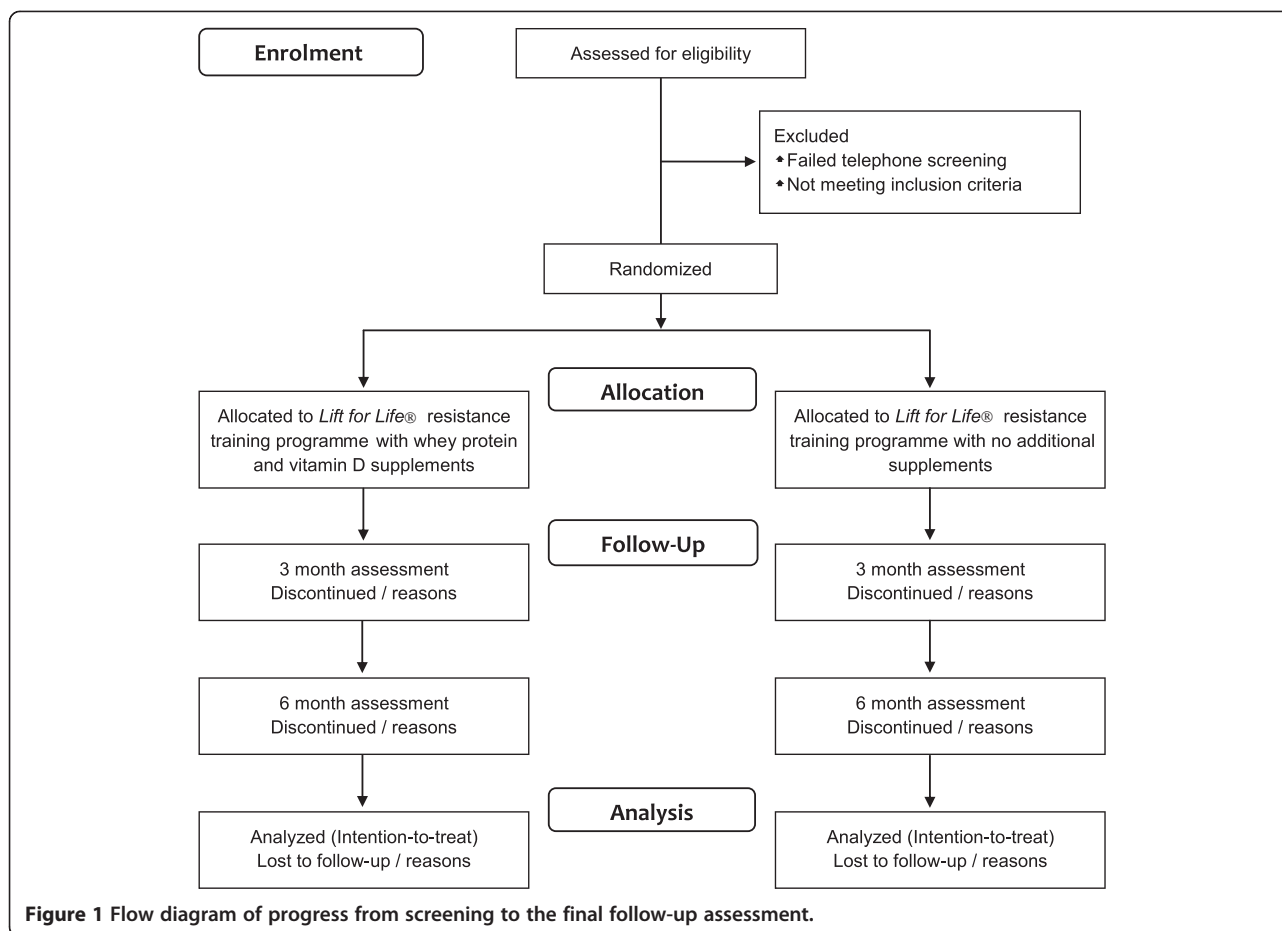 Enrolment
Assessed for eligibility
Excluded
Failed telephone screening
Not meeting inclusion criteria
Randomized
Allocation
Allocated to Lift for Life® resistance
training programme with whey protein
and vitamin D supplements
Allocated to Lift for Life® resistance
training programme with no additional
supplements
Follow-Up
3 month assessment
Discontinued / reasons
3 month assessment
Discontinued / reasons
6 month assessment
Discontinued / reasons
6 month assessment
Discontinued / reasons
Analysis
Analyzed (Intention-to-treat)
Lost to follow-up / reasons
Analyzed (Intention-to-treat)
Lost to follow-up / reasons
Figure 1 Flow diagram of progress from screening to the final follow-up assessment.